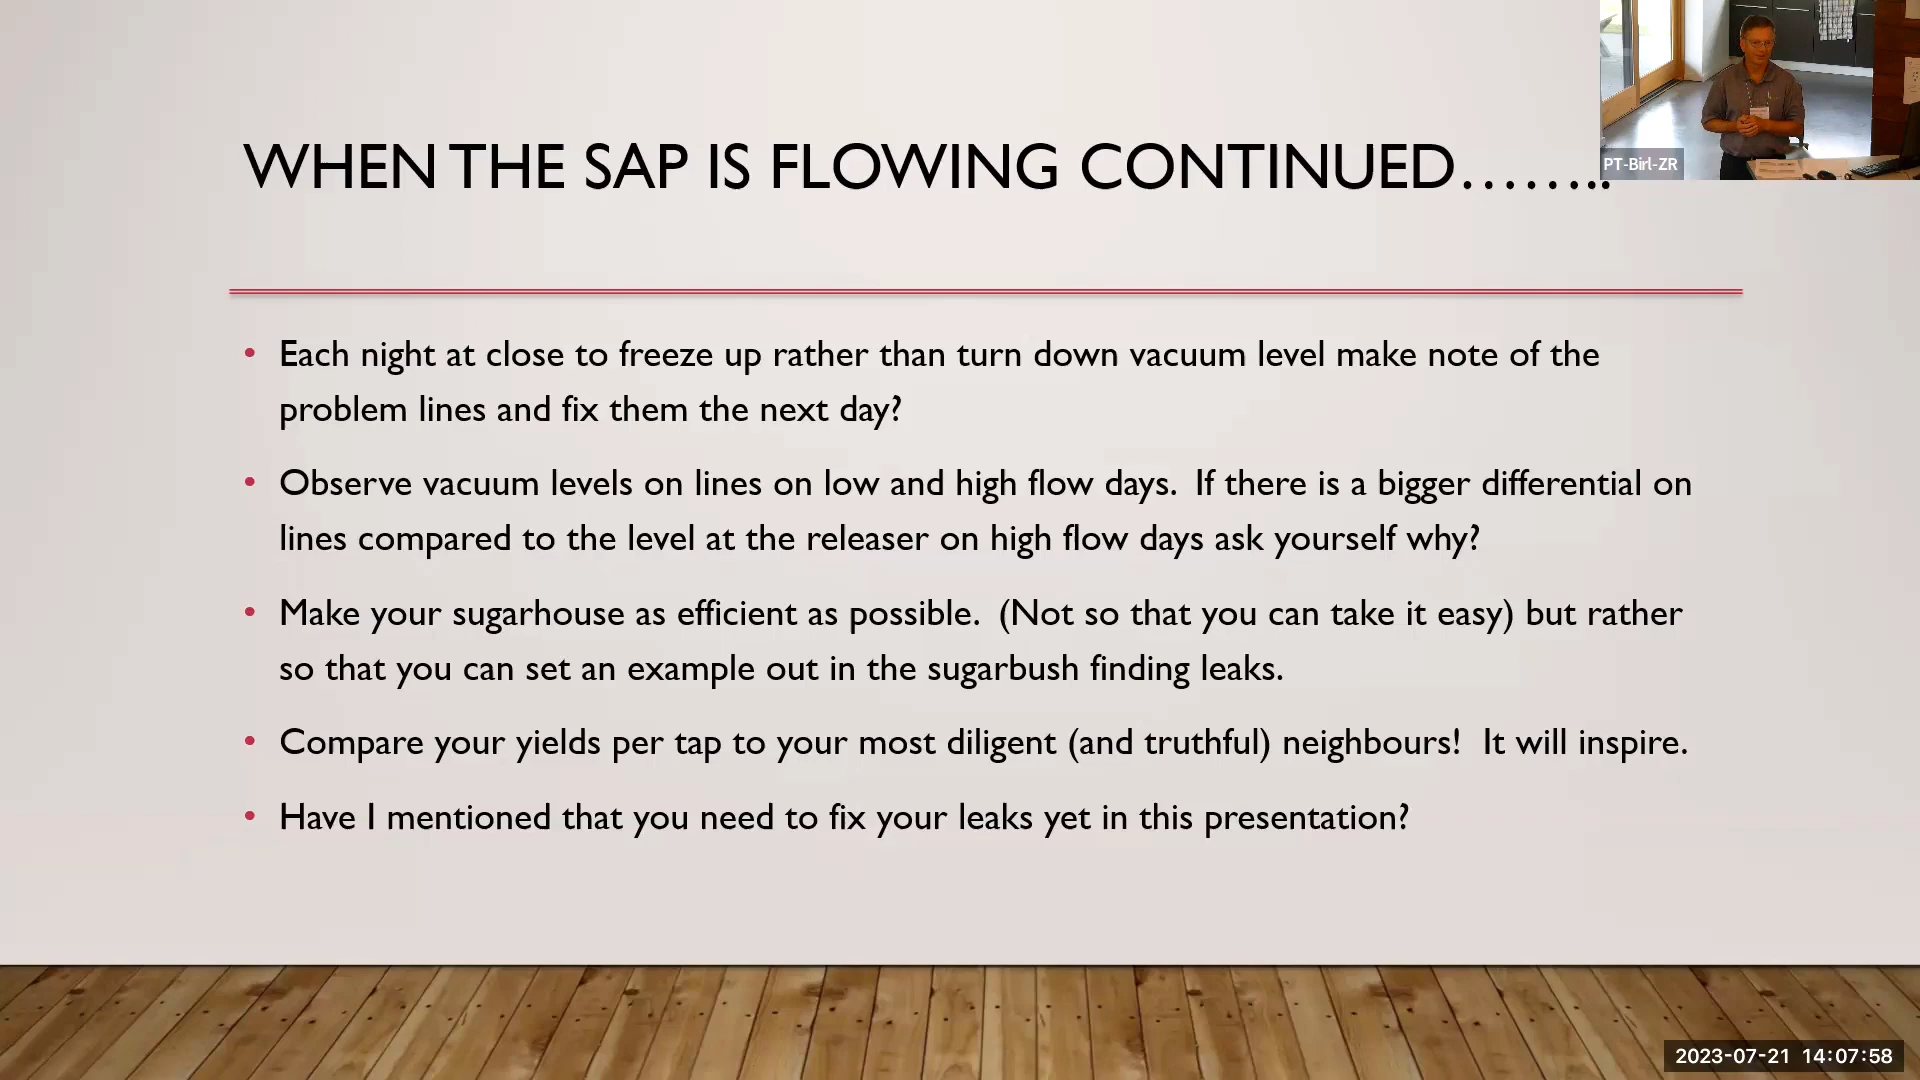 WHEN THE SAP IS FLOWING CONTINUED……..
PT-Birl-ZR
• Each night at close to freeze up rather than turn down vacuum level make note of the
problem lines and fix them the next day?
• Observe vacuum levels on lines on low and high flow days.  If there is a bigger differential on
lines compared to the level at the releaser on high flow days ask yourself why?
• Make your sugarhouse as efficient as possible.  (Not so that you can take it easy) but rather
so that you can set an example out in the sugarbush finding leaks.
• Compare your yields per tap to your most diligent (and truthful) neighbours!  It will inspire.
• Have I mentioned that you need to fix your leaks yet in this presentation?
2023-07-21 14:07:58